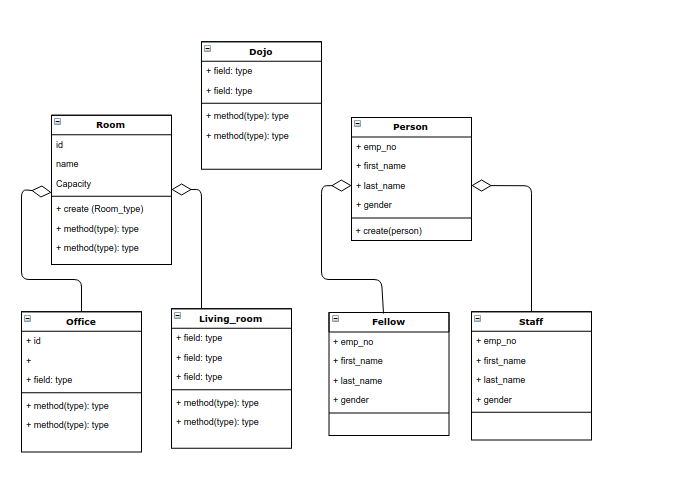 Dojo
+ field: type
+ field: type
+ method(type): type
+ method(type): type
Room
id
name
Capacity
+ create (Room_type)
+ method(type): type
+ method(type): type
Person
+ emp_no
+ first_name
+ last_name
+ gender
+ create(person)
Office
+ id
+
+ field: type
+ method(type): type
+ method(type): type
Living_room
+ field: type
+ field: type
+ field: type
+ method(type): type
+ method(type): type
Fellow
+ emp_no
+ first_name
+ last_name
+ gender
Staff
+ emp_no
+ first_name
+ last_name
+ gender